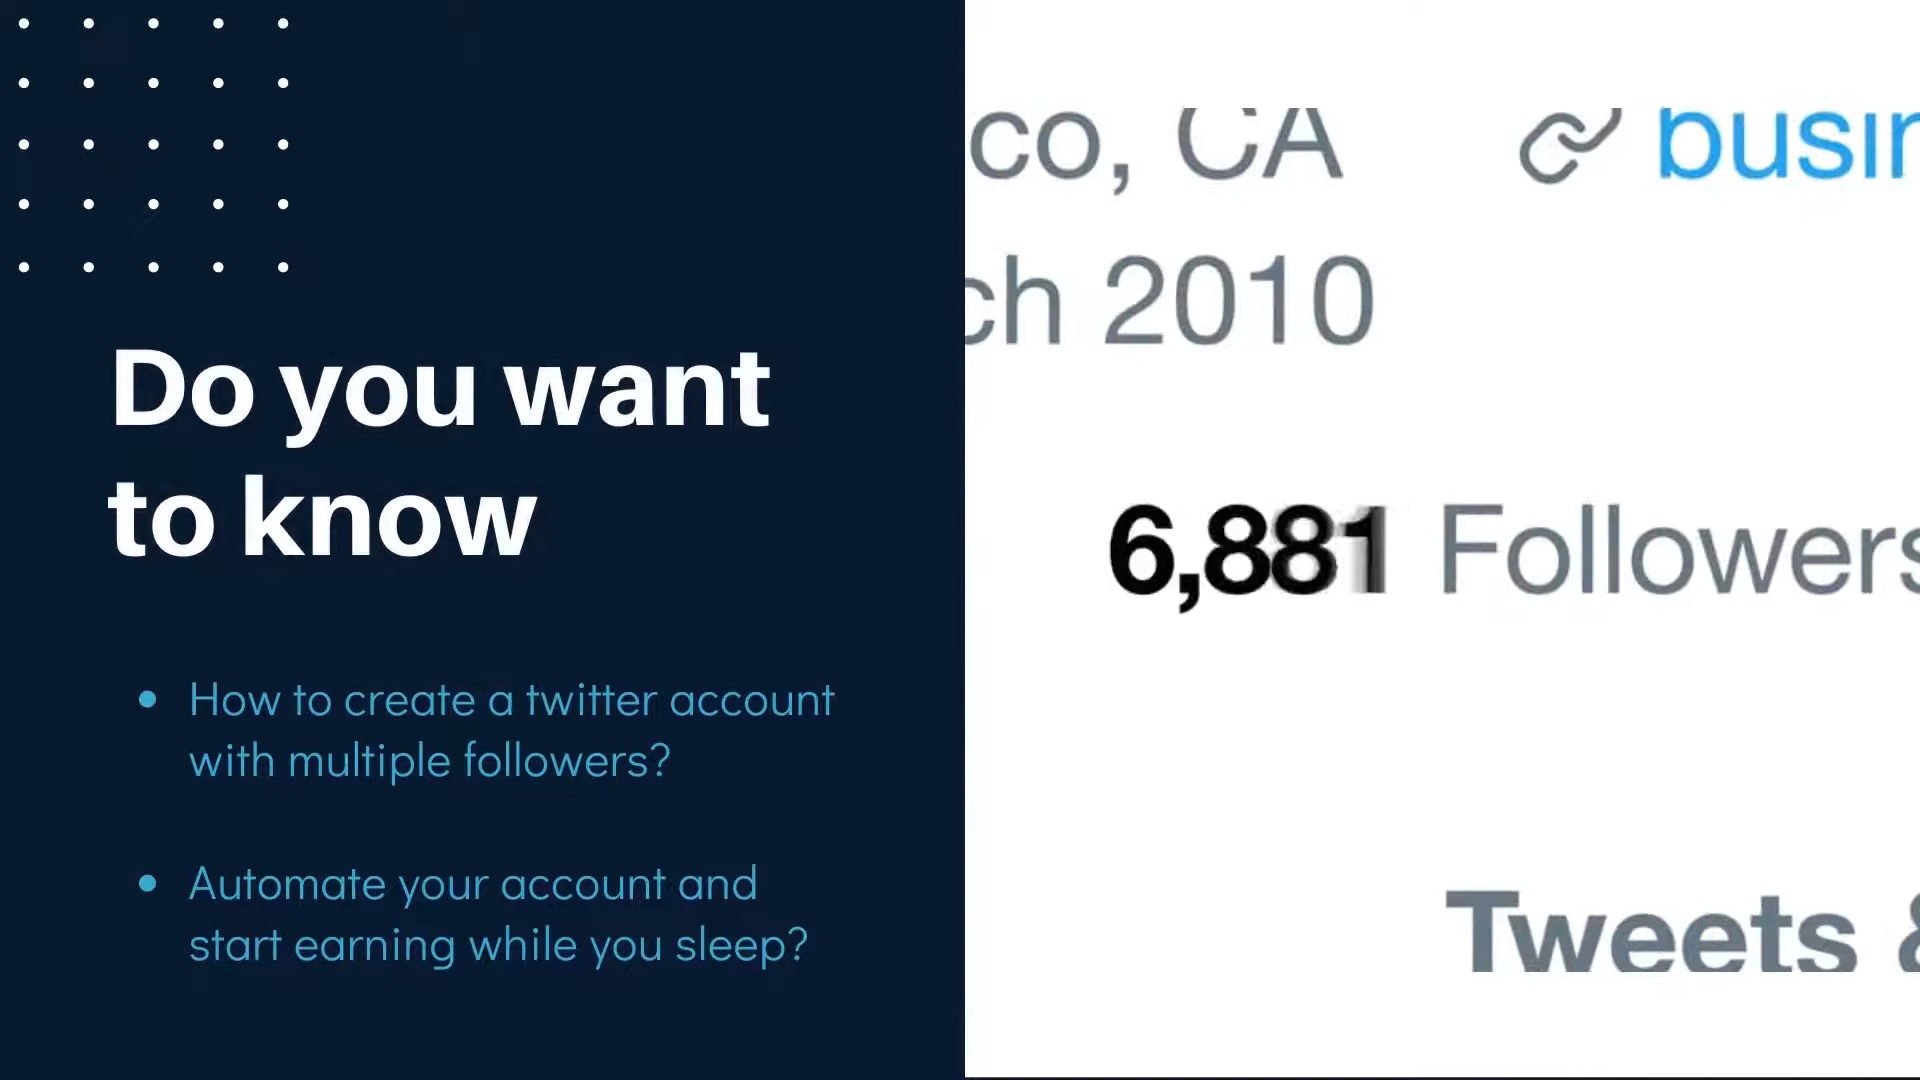 Do you want
to know
• How to create a twitter account
with multiple followers?
• Automate your account and
start earning while you sleep?
co, CA busin
ch 2010
6,881 Followers
Tweets &